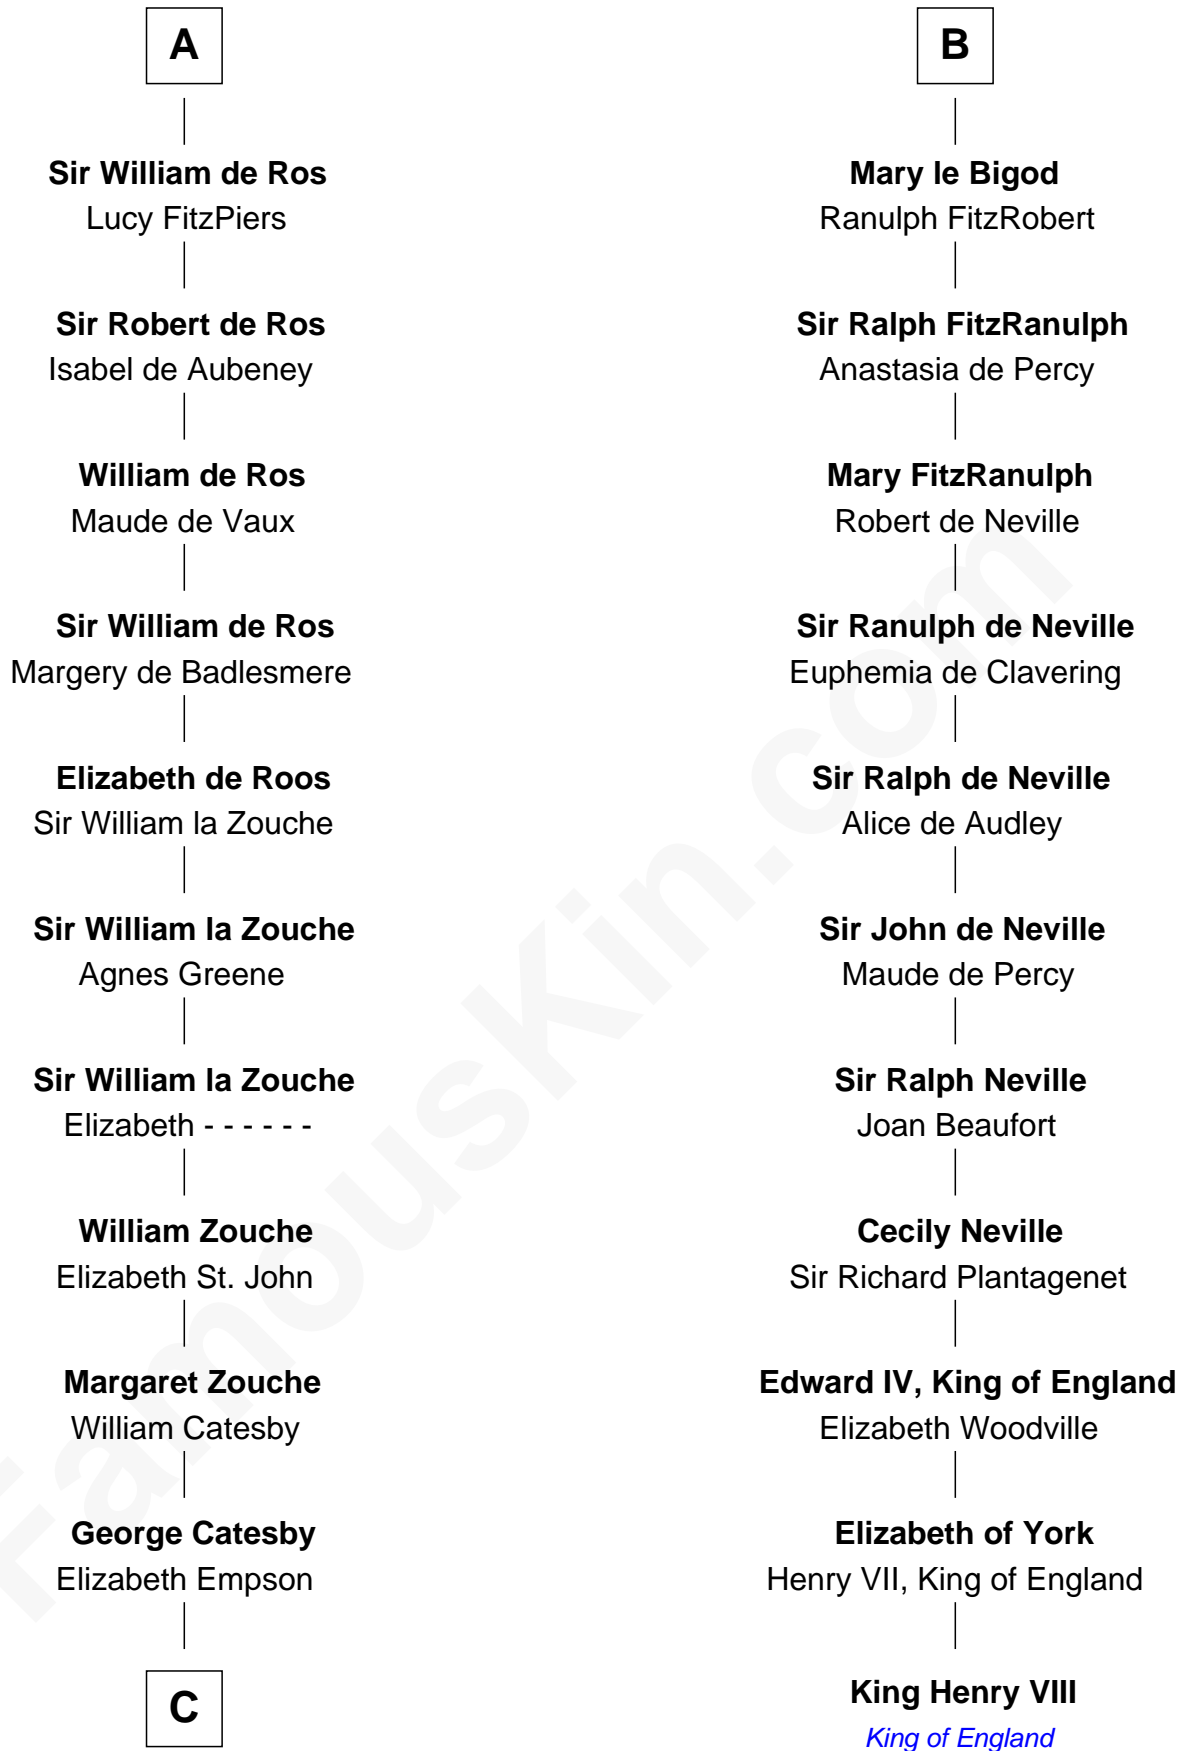 A
Sir William de Ros
Lucy FitzPiers
Sir Robert de Ros
Isabel de Aubeney
William de Ros
Maude de Vaux
Sir William de Ros
Margery de Badlesmere
Elizabeth de Roos
Sir William la Zouche
Sir William la Zouche
Agnes Greene
Sir William la Zouche
Elizabeth - - - - - -
William Zouche
Elizabeth St. John
Margaret Zouche
William Catesby
George Catesby
Elizabeth Empson
C
B
Mary le Bigod
Ranulph FitzRobert
Sir Ralph FitzRanulph
Anastasia de Percy
Mary FitzRanulph
Robert de Neville
Sir Ranulph de Neville
Euphemia de Clavering
Sir Ralph de Neville
Alice de Audley
Sir John de Neville
Maude de Percy
Sir Ralph Neville
Joan Beaufort
Cecily Neville
Sir Richard Plantagenet
Edward IV, King of England
Elizabeth Woodville
Elizabeth of York
Henry VII, King of England
King Henry VIII
King of England
FamousKin.com